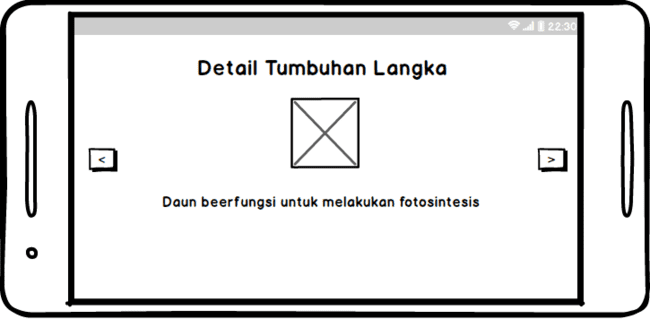 22:30
Detail Tumbuhan Langka
< >
Daun beerfungsi untuk melakukan fotosintesis